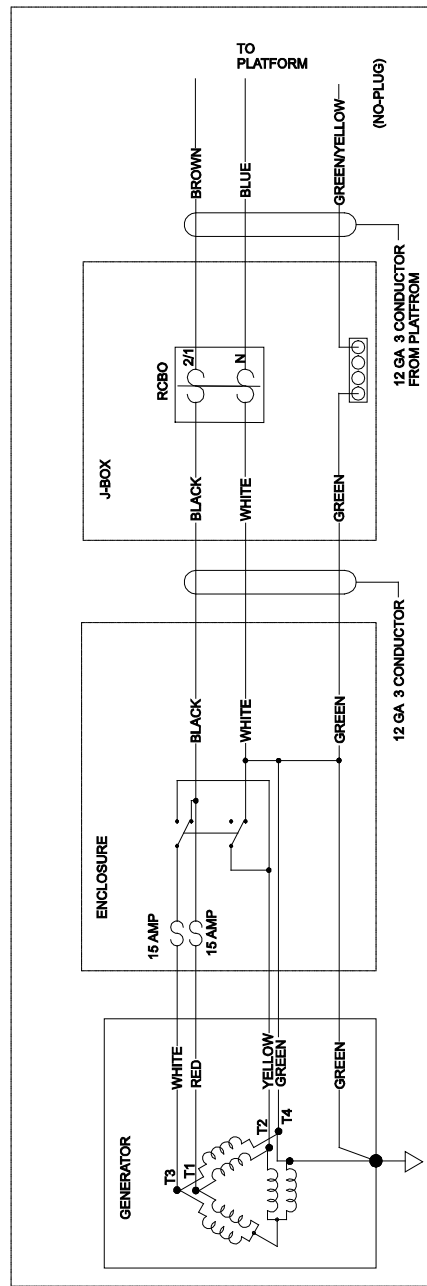 GENERATOR
T3
T1
T2
T4
WHITE
RED
YELLOW
GREEN
GREEN
ENCLOSURE
15 AMP
15 AMP
BLACK
WHITE
GREEN
12 GA 3 CONDUCTOR
J-BOX
BLACK
WHITE
GREEN
RCBO
2/1
N
BROWN
BLUE
GREEN/YELLOW
12 GA 3 CONDUCTOR
FROM PLATFROM
TO
PLATFORM
(NO-PLUG)